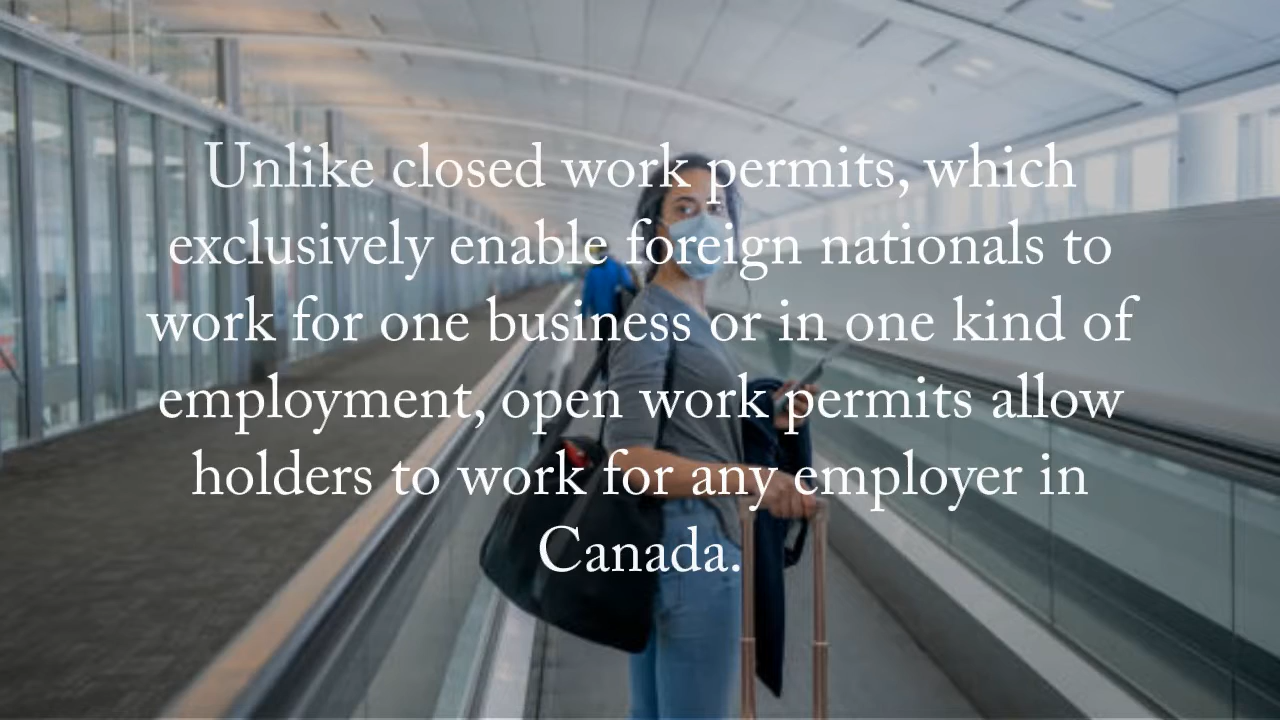 Unlike closed work permits, which
exclusively enable foreign nationals to
work for one business or in one kind of
employment, open work permits allow
holders to work for any employer in
Canada.